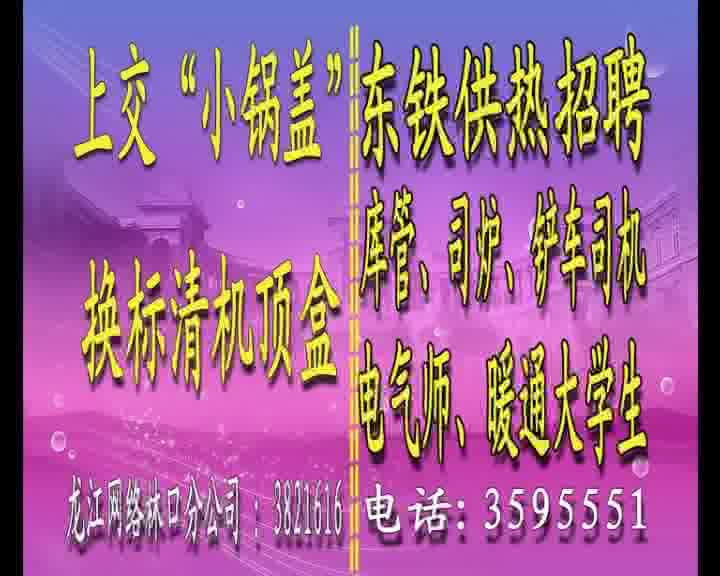 上交“小锅盖”
换标清机顶盒
龙江网络林口分公司：3821616
东铁供热招聘
库管、司炉、铲车司机
电气师、暖通大学生
电话:3595551